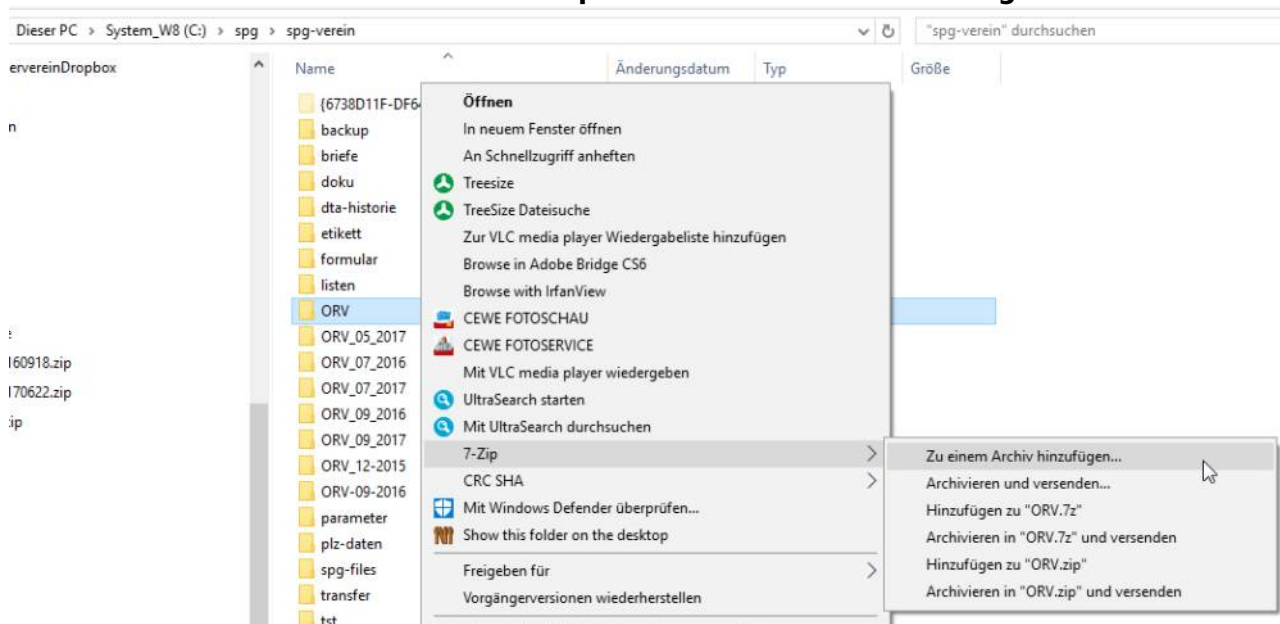 Dieser PC > System_W8 (C:) > spg > spg-verein
"spg-verein" durchsuchen
ervereinDropbox
n
160918.zip
170622.zip
ip
Name
Änderungsdatum
Typ
Größe
{6738D11F-DF64
backup
briefe
doku
dta-historie
etikett
formular
listen
ORV
ORV_05_2017
ORV_07_2016
ORV_07_2017
ORV_09_2016
ORV_09_2017
ORV_12-2015
ORV-09-2016
parameter
plz-daten
spg-files
transfer
tst
Öffnen
In neuem Fenster öffnen
An Schnellzugriff anheften
Treesize
TreeSize Dateisuche
Zur VLC media player Wiedergabeliste hinzufügen
Browse in Adobe Bridge CS6
Browse with IrfanView
CEWE FOTOSCHAU
CEWE FOTOSERVICE
Mit VLC media player wiedergeben
UltraSearch starten
Mit UltraSearch durchsuchen
7-Zip
CRC SHA
Mit Windows Defender überprüfen...
Show this folder on the desktop
Freigeben für
Vorgängerversionen wiederherstellen
Zu einem Archiv hinzufügen...
Archivieren und versenden...
Hinzufügen zu "ORV.7z"
Archivieren in "ORV.7z" und versenden
Hinzufügen zu "ORV.zip"
Archivieren in "ORV.zip" und versenden